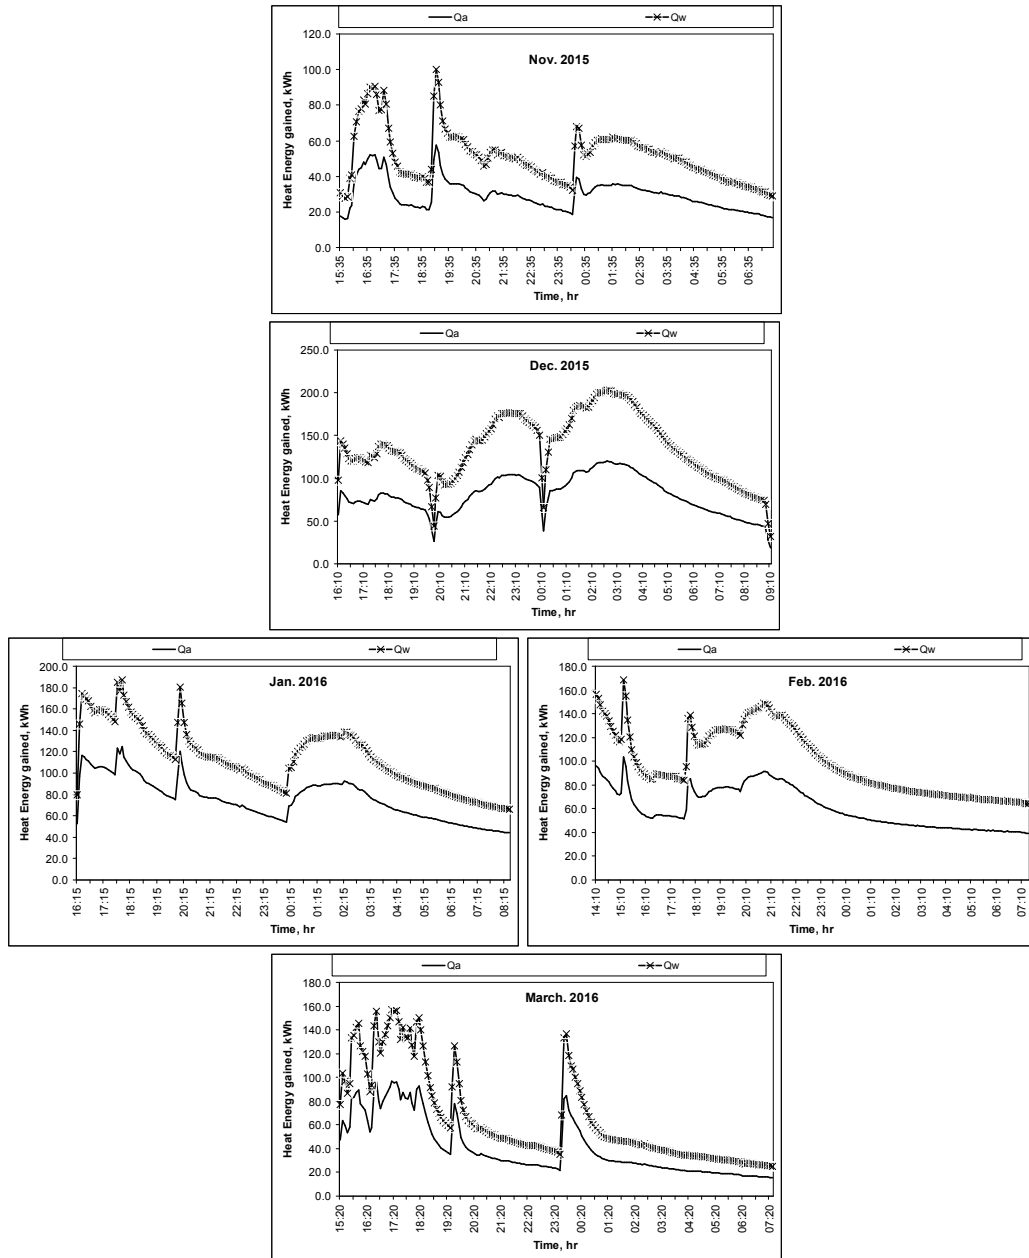 Qa Qw
120.0
100.0
80.0
60.0
40.0
20.0
0.0
Heat Energy gained, kWh
Nov. 2015
15:35 16:35 17:35 18:35 19:35 20:35 21:35 22:35 23:35 00:35 01:35 02:35 03:35 04:35 05:35 06:35
Time, hr
Qa Qw
250.0
200.0
150.0
100.0
50.0
0.0
Heat Energy gained, kWh
Dec. 2015
16:10 17:10 18:10 19:10 20:10 21:10 22:10 23:10 00:10 01:10 02:10 03:10 04:10 05:10 06:10 07:10 08:10 09:10
Time, hr
Qa Qw
200.0
180.0
160.0
140.0
120.0
100.0
80.0
60.0
40.0
20.0
0.0
Heat Energy gained, kWh
Jan. 2016
16:15 17:15 18:15 19:15 20:15 21:15 22:15 23:15 00:15 01:15 02:15 03:15 04:15 05:15 06:15 07:15 08:15
Time, hr
Qa Qw
180.0
160.0
140.0
120.0
100.0
80.0
60.0
40.0
20.0
0.0
Heat Energy gained, kWh
Feb. 2016
14:10 15:10 16:10 17:10 18:10 19:10 20:10 21:10 22:10 23:10 00:10 01:10 02:10 03:10 04:10 05:10 06:10 07:10
Time, hr
Qa Qw
180.0
160.0
140.0
120.0
100.0
80.0
60.0
40.0
20.0
0.0
Heat Energy gained, kWh
March. 2016
15:20 16:20 17:20 18:20 19:20 20:20 21:20 22:20 23:20 00:20 01:20 02:20 03:20 04:20 05:20 06:20 07:20
Time, hr